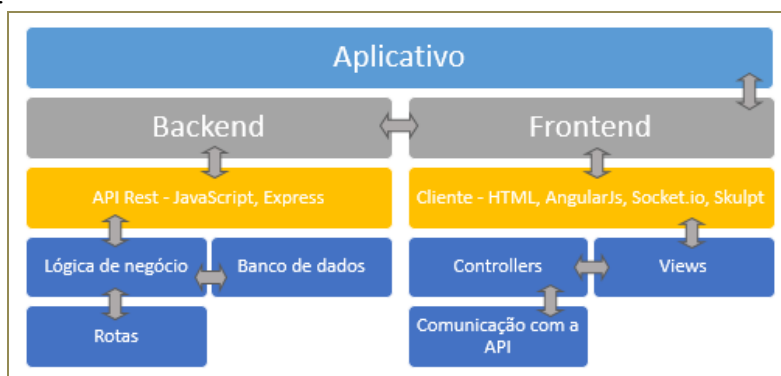 Aplicativo
Backend
Frontend
API Rest - JavaScript, Express
Cliente - HTML, AngularJs, Socket.io, Skulpt
Lógica de negócio
Banco de dados
Controllers
Views
Rotas
Comunicação com a
API